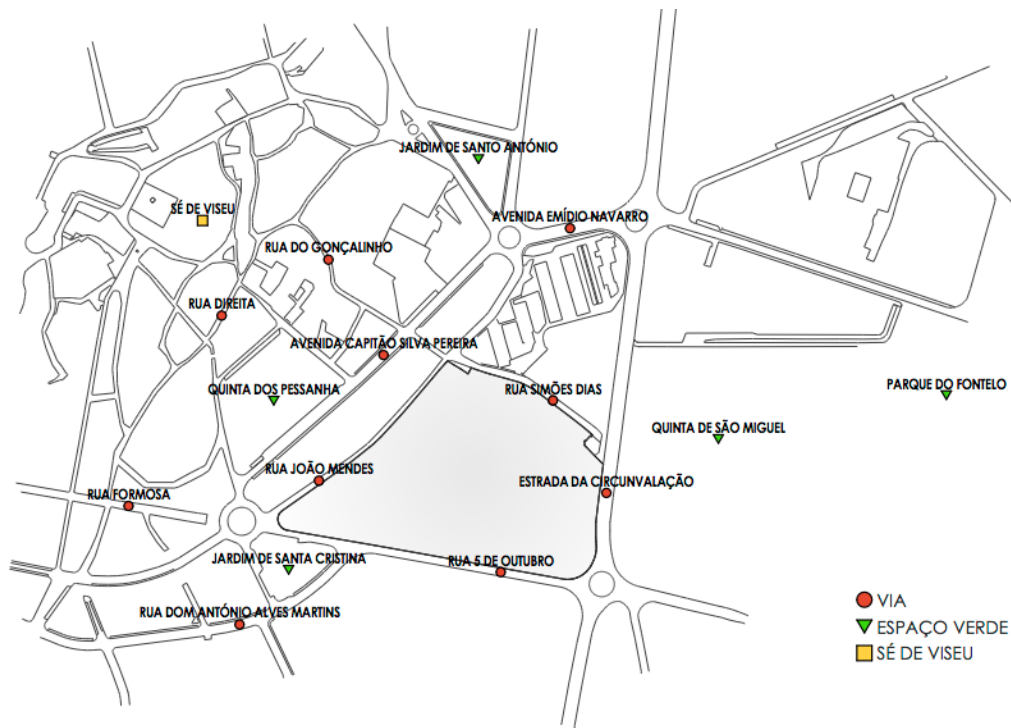 JARDIM DE SANTO ANTÓNIO
SÉ DE VISEU
AVENIDA EMÍDIO NAVARRO
RUA DO GONÇALINHO
RUA DIREITA
AVENIDA CAPITÃO SILVA PEREIRA
QUINTA DOS PESSANHA
RUA SIMÕES DIAS
PARQUE DO FONTELO
QUINTA DE SÃO MIGUEL
RUA JOÃO MENDES
ESTRADA DA CIRCUNVALAÇÃO
RUA FORMOSA
JARDIM DE SANTA CRISTINA
RUA 5 DE OUTUBRO
RUA DOM ANTÓNIO ALVES MARTINS
VIA
ESPAÇO VERDE
SÉ DE VISEU